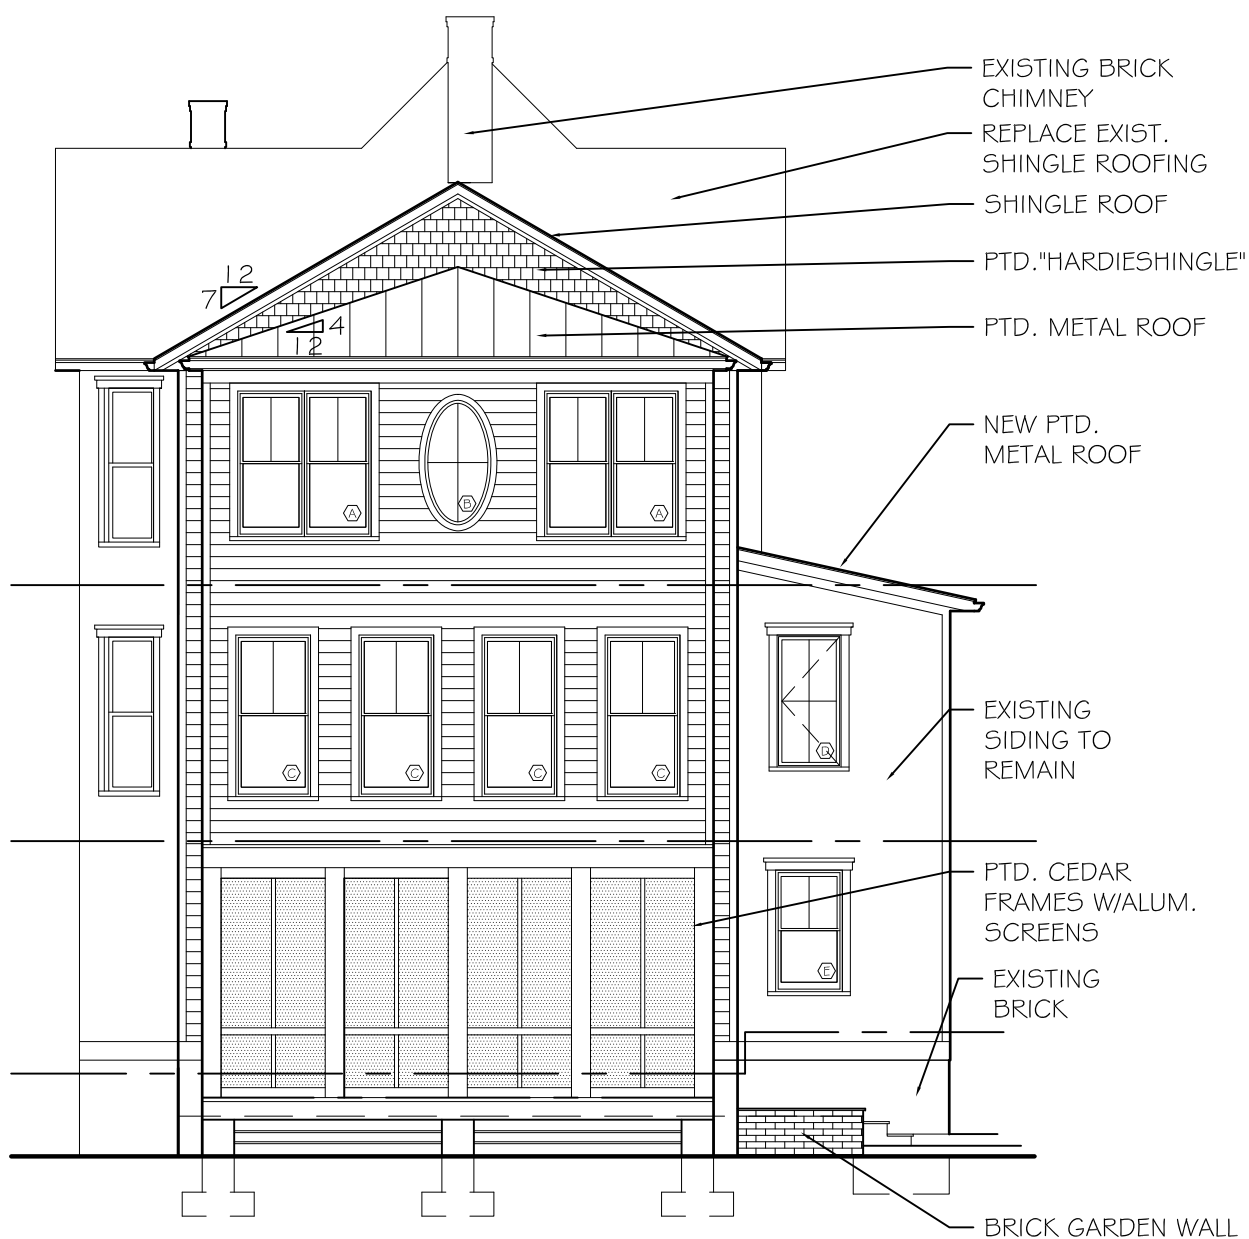 EXISTING BRICK
CHIMNEY
REPLACE EXIST.
SHINGLE ROOFING
SHINGLE ROOF
PTD."HARDIESHINGLE"
12
7
4
12
PTD. METAL ROOF
NEW PTD.
METAL ROOF
A
B
A
EXISTING
SIDING TO
REMAIN
C
C
C
C
D
PTD. CEDAR
FRAMES W/ALUM.
SCREENS
E
EXISTING
BRICK
BRICK GARDEN WALL